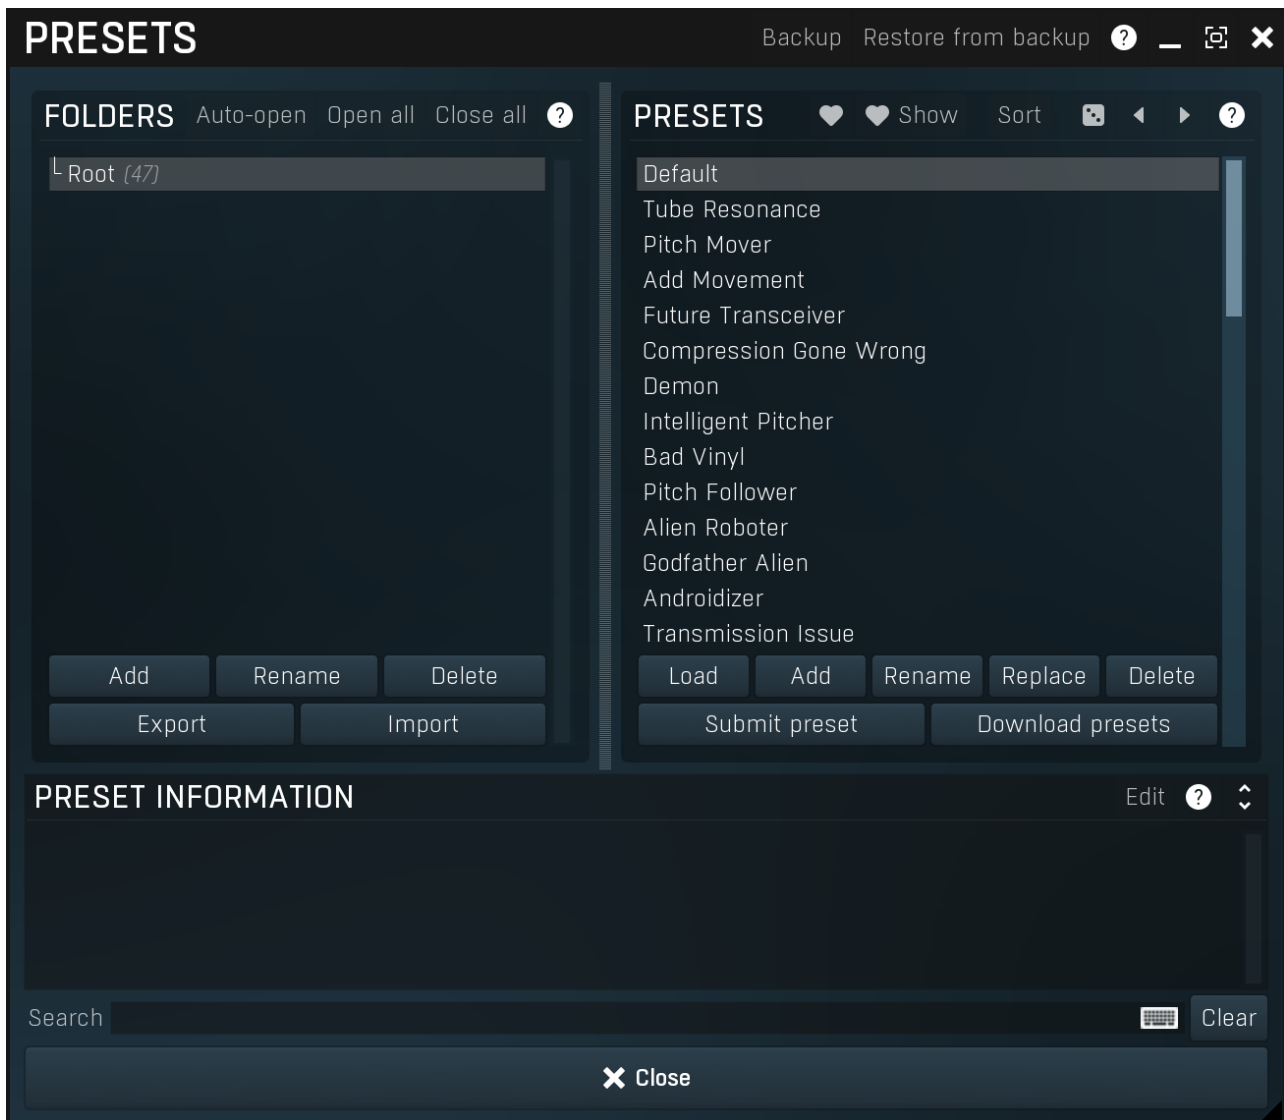 PRESETS Backup Restore from backup ?
FOLDERS Auto-open Open all Close all ?
Root (47)
Add Rename Delete
Export Import
PRESETS Show Sort ?
Default
Tube Resonance
Pitch Mover
Add Movement
Future Transceiver
Compression Gone Wrong
Demon
Intelligent Pitcher
Bad Vinyl
Pitch Follower
Alien Roboter
Godfather Alien
Androidizer
Transmission Issue
Load Add Rename Replace Delete
Submit preset Download presets
PRESET INFORMATION Edit ?
Search Clear
Close